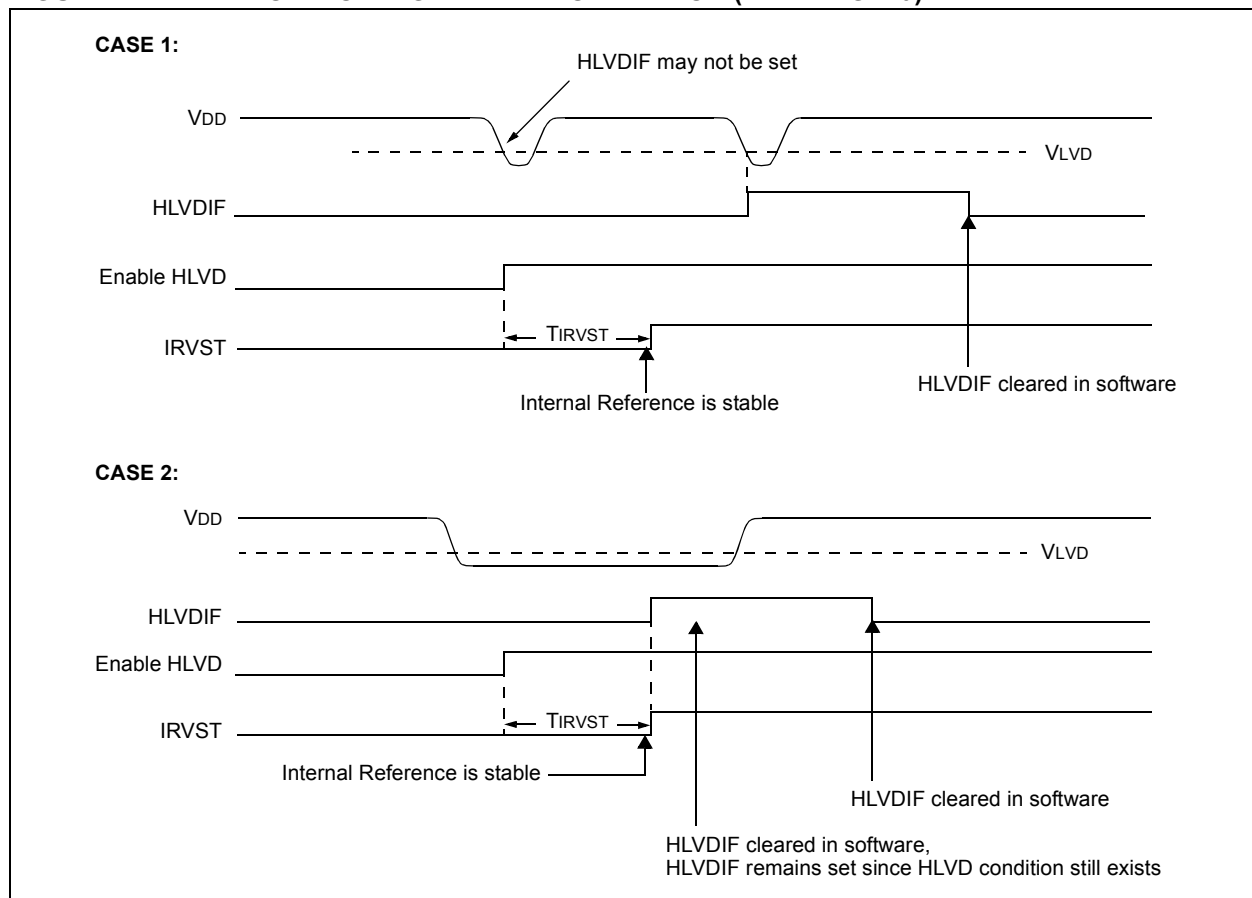 CASE 1:
HLVDIF may not be set
VDD
VLVD
HLVDIF
Enable HLVD
TIRVST
IRVST
HLVDIF cleared in software
Internal Reference is stable
CASE 2:
VDD
VLVD
HLVDIF
Enable HLVD
TIRVST
IRVST
Internal Reference is stable
HLVDIF cleared in software
HLVDIF cleared in software,
HLVDIF remains set since HLVD condition still exists